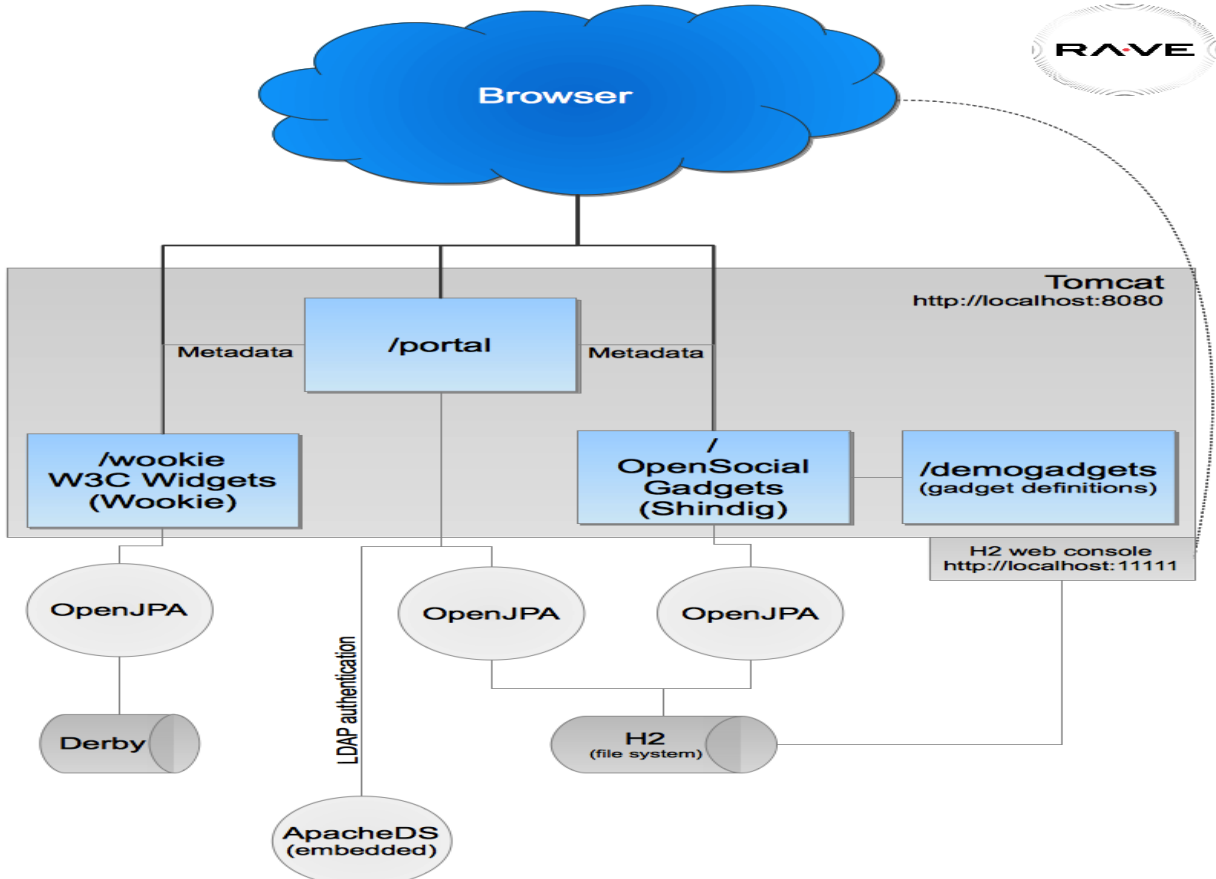 RAVE
Browser
Tomcat
http://localhost:8080
/portal
Metadata
Metadata
/wookie
W3C Widgets
(Wookie)
/
OpenSocial
Gadgets
(Shindig)
/demogadgets
(gadget definitions)
H2 web console
http://localhost:11111
OpenJPA
OpenJPA
OpenJPA
LDAP authentication
Derby
H2
(file system)
ApacheDS
(embedded)